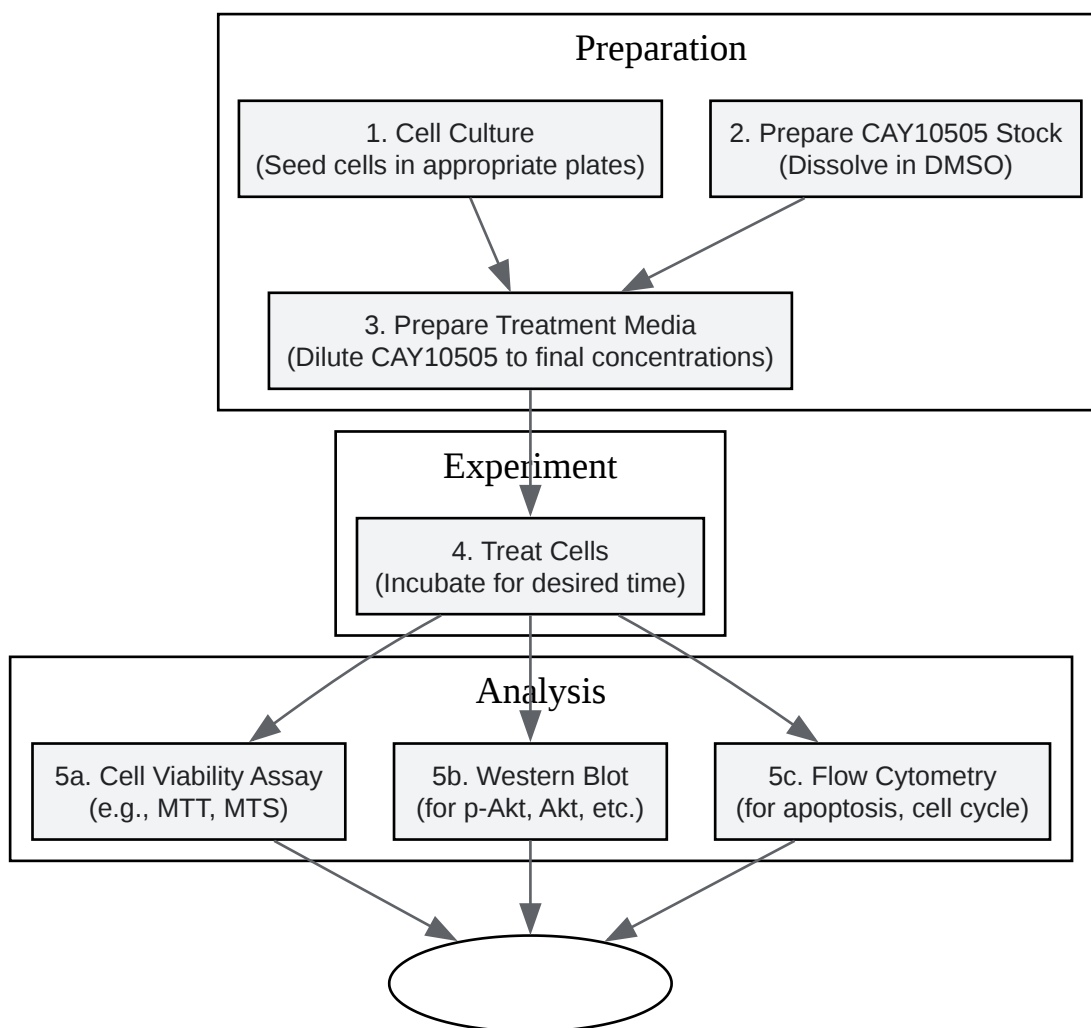 Preparation
1. Cell Culture
(Seed cells in appropriate plates)
2. Prepare CAY10505 Stock
(Dissolve in DMSO)
3. Prepare Treatment Media
(Dilute CAY10505 to final concentrations)
Experiment
4. Treat Cells
(Incubate for desired time)
Analysis
5a. Cell Viability Assay
(e.g., MTT, MTS)
5b. Western Blot
(for p-Akt, Akt, etc.)
5c. Flow Cytometry
(for apoptosis, cell cycle)